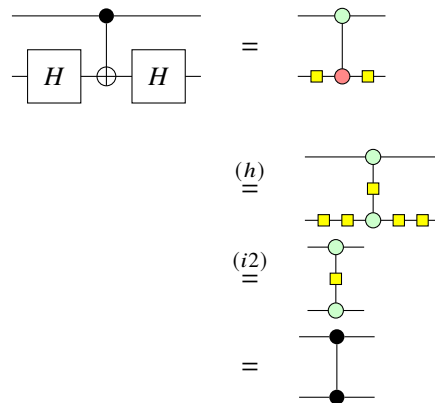 H H =
(h)
=
(i2)
=
=